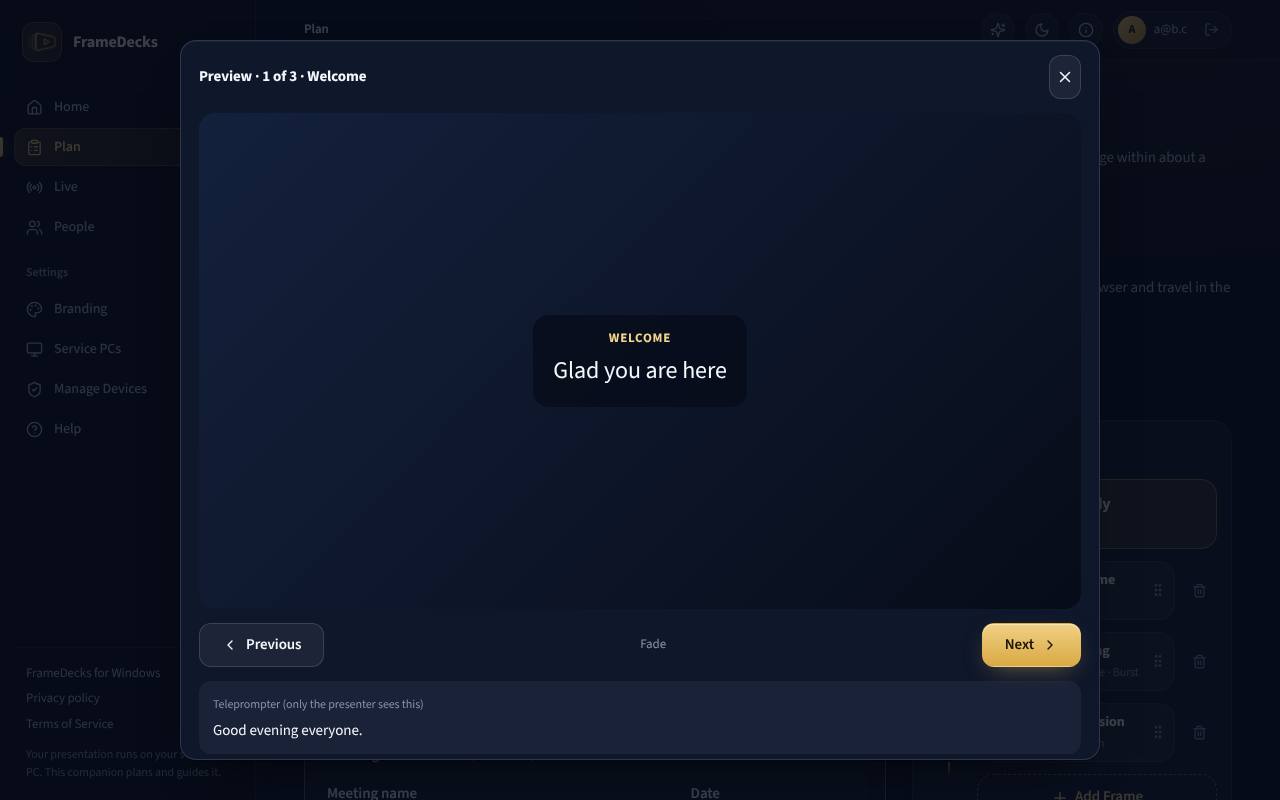 FrameDecks
Plan
A
a@b.c
Preview · 1 of 3 · Welcome
Home
Plan
Live
People
Settings
Branding
Service PCs
Manage Devices
Help
ge within about a
wser and travel in the
WELCOME
Glad you are here
Previous
Fade
Next
Teleprompter (only the presenter sees this)
Good evening everyone.
FrameDecks for Windows
Privacy policy
Terms of Service
Your presentation runs on your
PC. This companion plans and guides it.
Meeting name
Date
Add Frame